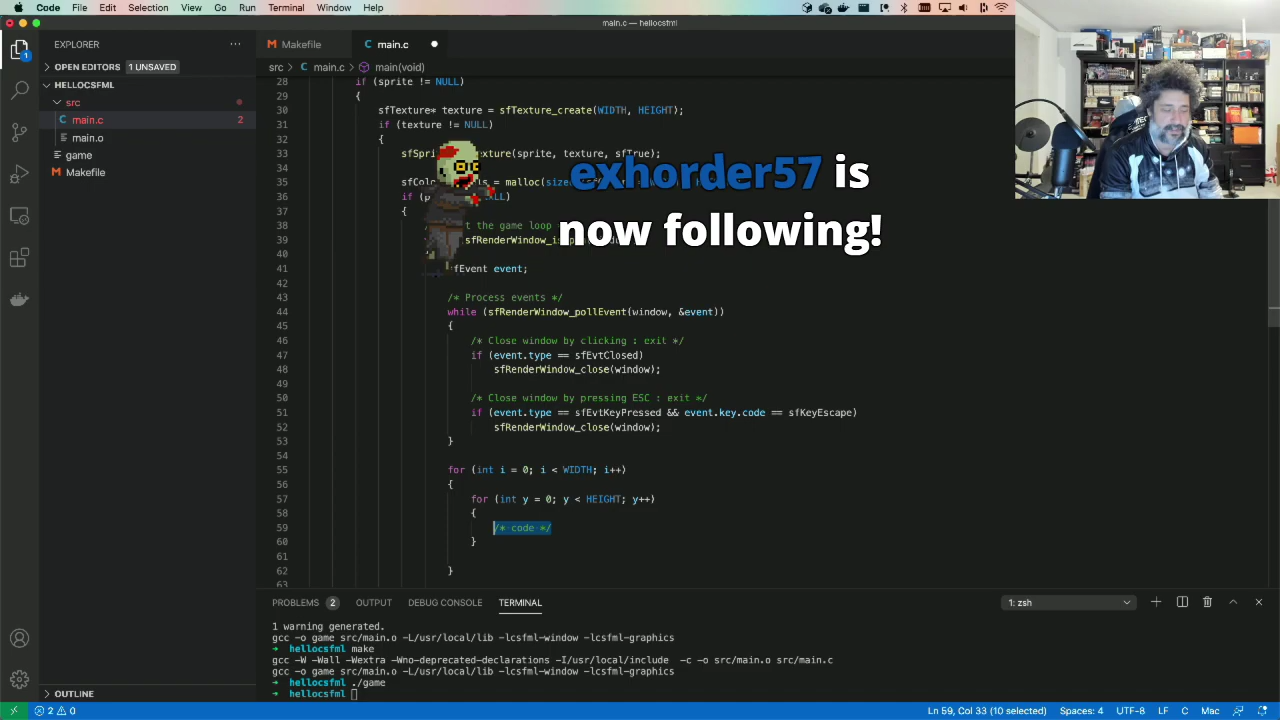 Code File Edit Selection View Go Run Terminal Window Help
main.c — hellocsfml
EXPLORER
Makefile
main.c
OPEN EDITORS 1 UNSAVED
src > main.c > main(void)
HELLOCSFML
src
main.c 2
main.o
game
Makefile
28 if (sprite != NULL)
29 {
30 sfTexture* texture = sfTexture_create(WIDTH, HEIGHT);
31 if (texture != NULL)
32 {
33 sfSpri exture(sprite, texture, sfTrue);
34
35 sfColo s = malloc(size
36 if (p LL)
37 {
38 t the game loop
39 sfRenderWindow_is
40
41 fEvent event;
42
43 /* Process events */
44 while (sfRenderWindow_pollEvent(window, &event))
45 {
46 /* Close window by clicking : exit */
47 if (event.type == sfEvtClosed)
48 sfRenderWindow_close(window);
49
50 /* Close window by pressing ESC : exit */
51 if (event.type == sfEvtKeyPressed && event.key.code == sfKeyEscape)
52 sfRenderWindow_close(window);
53 }
54
55 for (int i = 0; i < WIDTH; i++)
56 {
57 for (int y = 0; y < HEIGHT; y++)
58 {
59 /* code */
60 }
61
62 }
63
exhorder57 is
now following!
PROBLEMS 2 OUTPUT DEBUG CONSOLE TERMINAL
1: zsh
1 warning generated.
gcc -o game src/main.o -L/usr/local/lib -lcsfml-window -lcsfml-graphics
→ hellocsfml make
gcc -W -Wall -Wextra -Wno-deprecated-declarations -I/usr/local/include -c -o src/main.o src/main.c
gcc -o game src/main.o -L/usr/local/lib -lcsfml-window -lcsfml-graphics
→ hellocsfml ./game
→ hellocsfml
OUTLINE
2 0
Ln 59, Col 33 (10 selected) Spaces: 4 UTF-8 LF C Mac